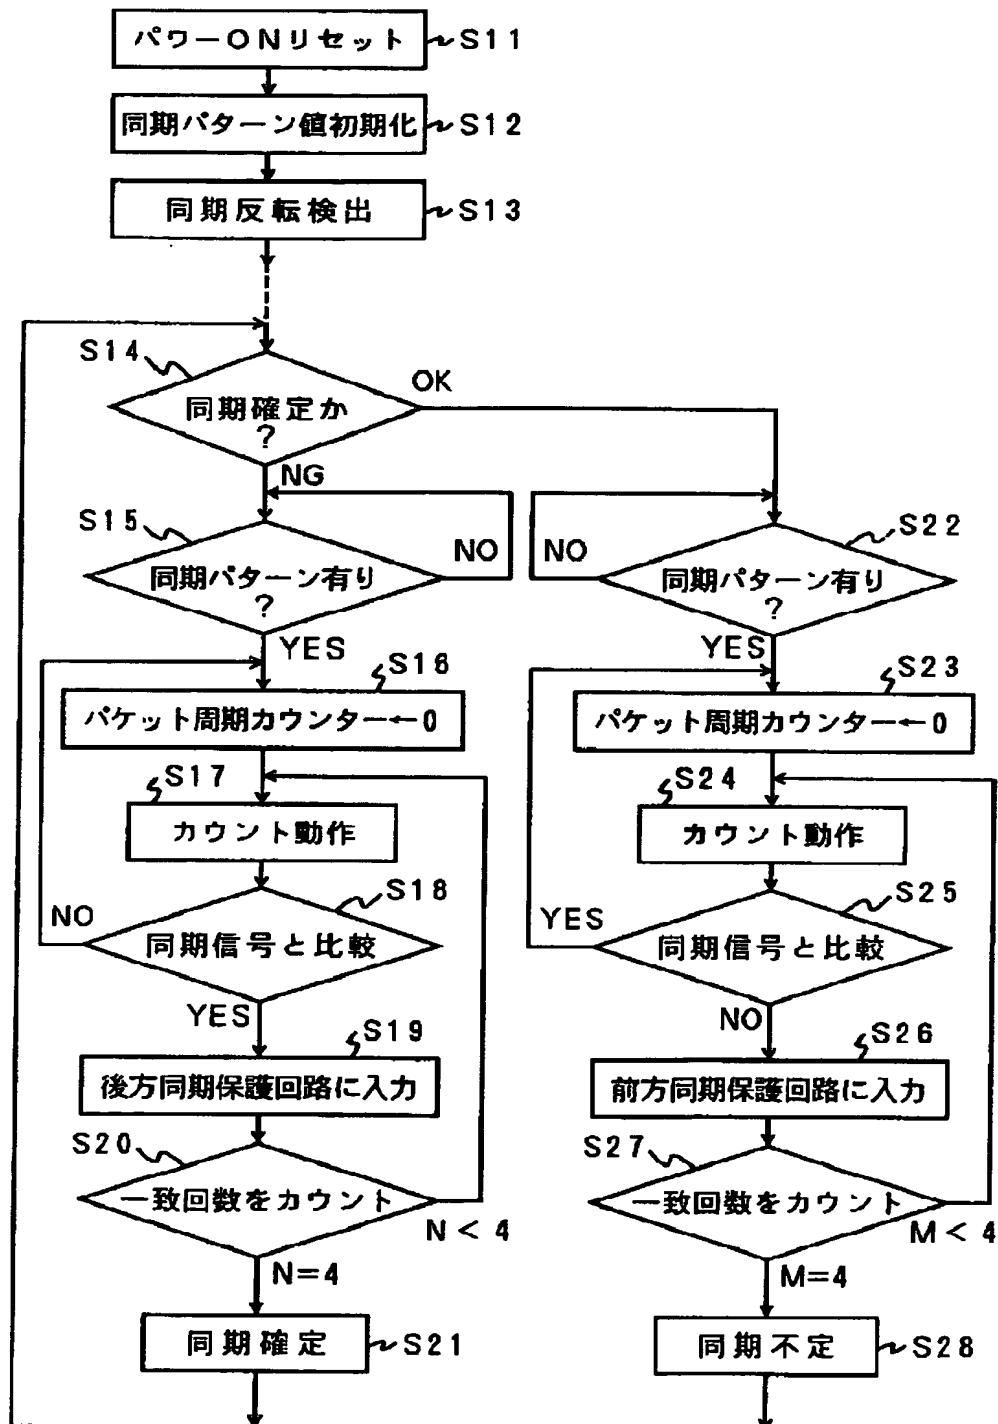 パワーONリセット
S11
同期パターン値初期化
S12
同期反転検出
S13
S14
同期確定か
?
OK
NG
S15
同期パターン有り
?
NO
YES
S16
パケット周期カウンター←0
S17
カウント動作
S18
同期信号と比較
NO
YES
S19
後方同期保護回路に入力
S20
一致回数をカウント
N<4
N=4
同期確定
S21
S22
同期パターン有り
?
NO
YES
S23
パケット周期カウンター←0
S24
カウント動作
S25
同期信号と比較
YES
NO
S26
前方同期保護回路に入力
S27
一致回数をカウント
M<4
M=4
同期不定
S28